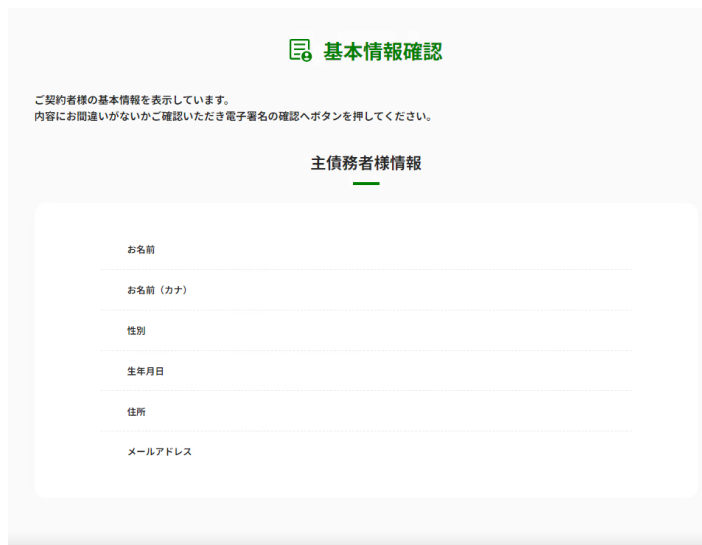 基本情報確認
ご契約者様の基本情報を表示しています。
内容にお間違いがないかご確認いただき電子署名の確認へボタンを押してください。
主債務者様情報
お名前
お名前（カナ）
性別
生年月日
住所
メールアドレス